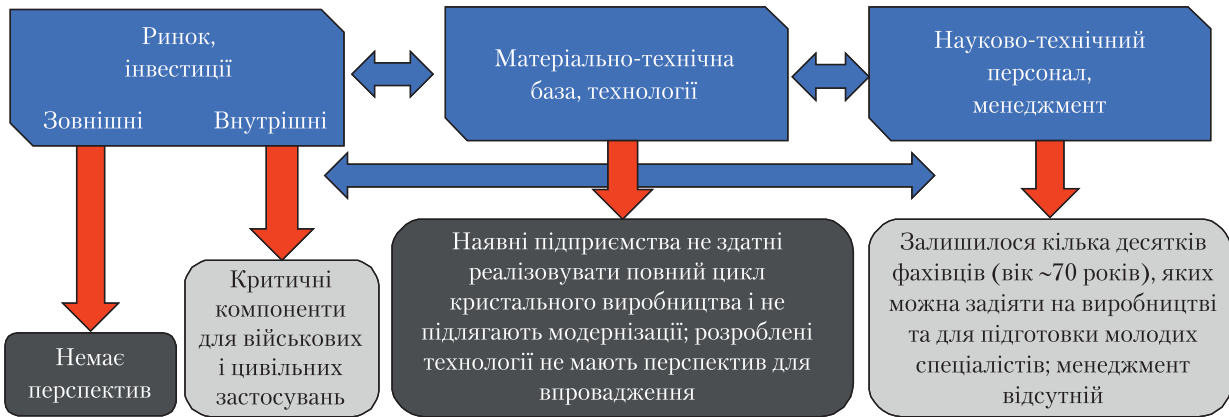 Ринок,
інвестиції
Зовнішні
Внутрішні
Матеріально-технічна
база, технології
Науково-технічний
персонал,
менеджмент
Немає
перспектив
Критичні
компоненти
для військових
і цивільних
застосувань
Наявні підприємства не здатні
реалізовувати повний цикл
кристального виробництва і не
підлягають модернізації; розроблені
технології не мають перспектив для
впровадження
Залишилося кілька десятків
фахівців (вік ~70 років), яких
можна задіяти на виробництві
та для підготовки молодих
спеціалістів; менеджмент
відсутній